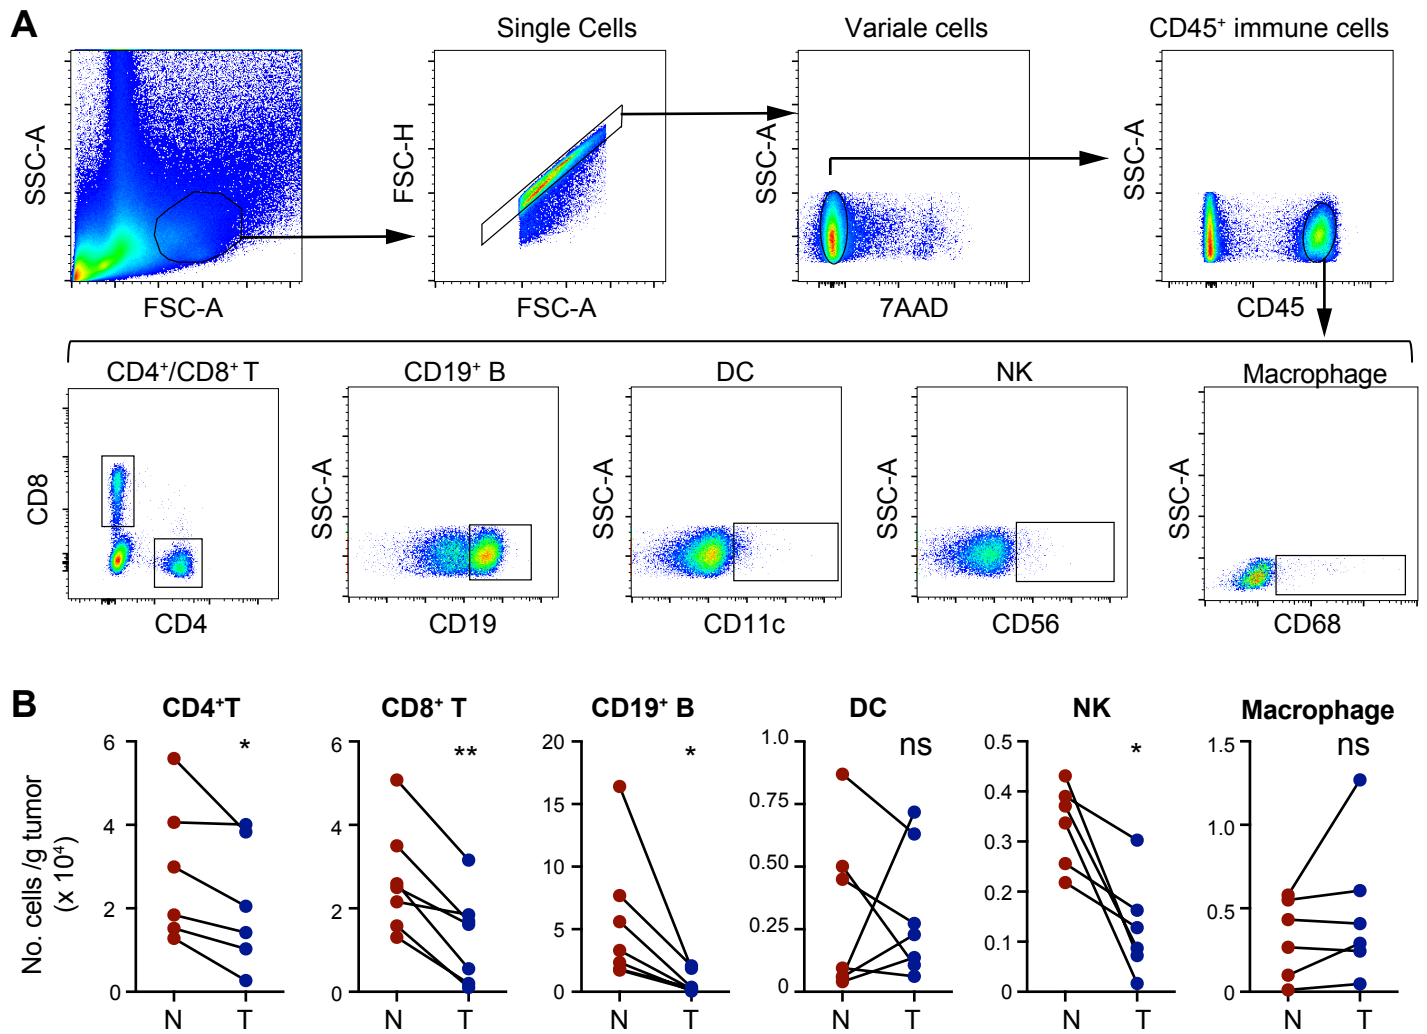 A
Single Cells
Variale cells
CD45⁺ immune cells
SSC-A
FSC-H
SSC-A
SSC-A
FSC-A
FSC-A
7AAD
CD45
CD4⁺/CD8⁺ T
CD19⁺ B
DC
NK
Macrophage
CD8
SSC-A
SSC-A
SSC-A
SSC-A
CD4
CD19
CD11c
CD56
CD68
B
CD4⁺T
CD8⁺ T
CD19⁺ B
DC
NK
Macrophage
No. cells /g tumor
(x 10⁴)
6
4
2
0
*
N T
6
4
2
0
**
N T
20
15
10
5
0
*
N T
1.0
0.75
0.50
0.25
0
ns
N T
0.5
0.4
0.3
0.2
0.1
0
*
N T
1.5
1.0
0.5
0
ns
N T